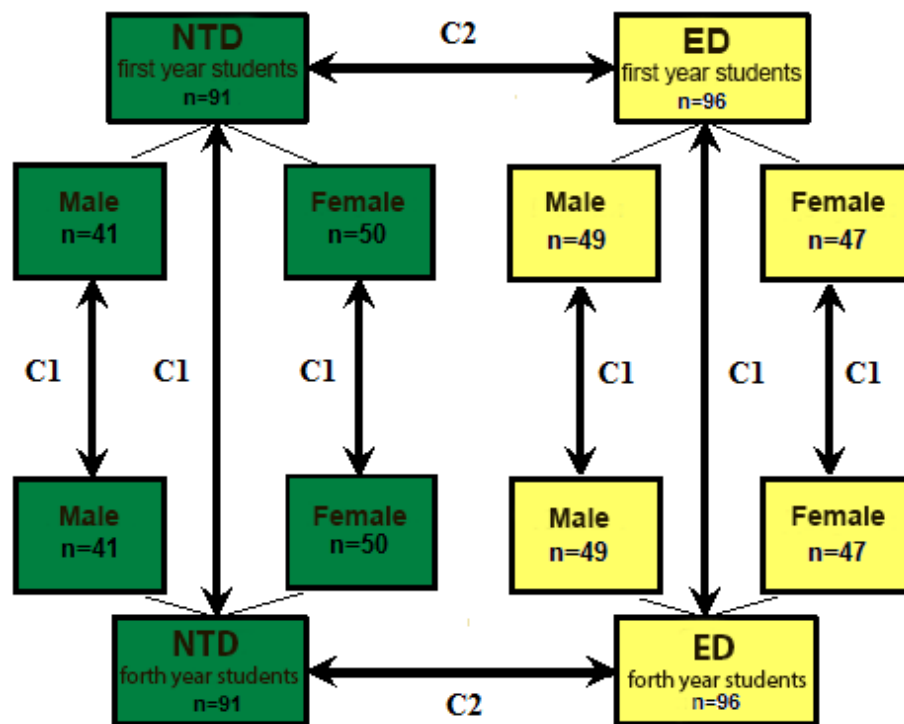 NTD
first year students
n=91
C2
ED
first year students
n=96
Male
n=41
Female
n=50
Male
n=49
Female
n=47
C1
C1
C1
C1
C1
C1
Male
n=41
Female
n=50
Male
n=49
Female
n=47
NTD
forth year students
n=91
C2
ED
forth year students
n=96